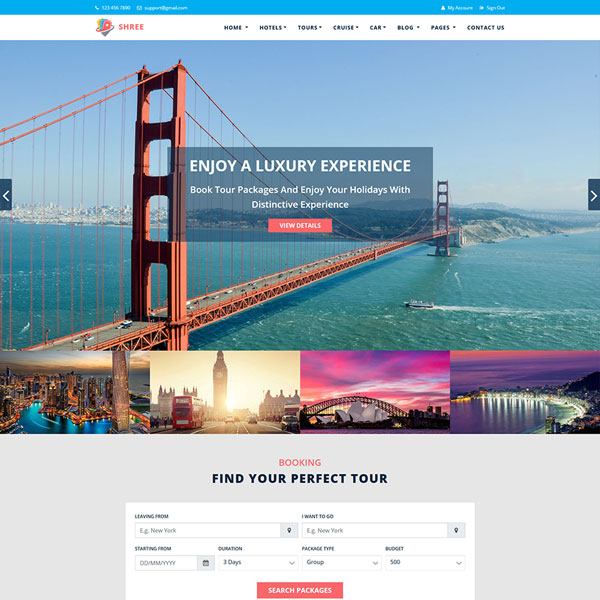 123 456 7890 support@gmail.com My Account Sign Out
SHREE
HOME HOTELS TOURS CRUISE CAR BLOG PAGES CONTACT US
ENJOY A LUXURY EXPERIENCE
Book Tour Packages And Enjoy Your Holidays With
Distinctive Experience
VIEW DETAILS
BOOKING
FIND YOUR PERFECT TOUR
LEAVING FROM I WANT TO GO
E.g, New York E.g, New York
STARTING FROM DURATION PACKAGE TYPE BUDGET
DD/MM/YYYY 3 Days Group 500
SEARCH PACKAGES